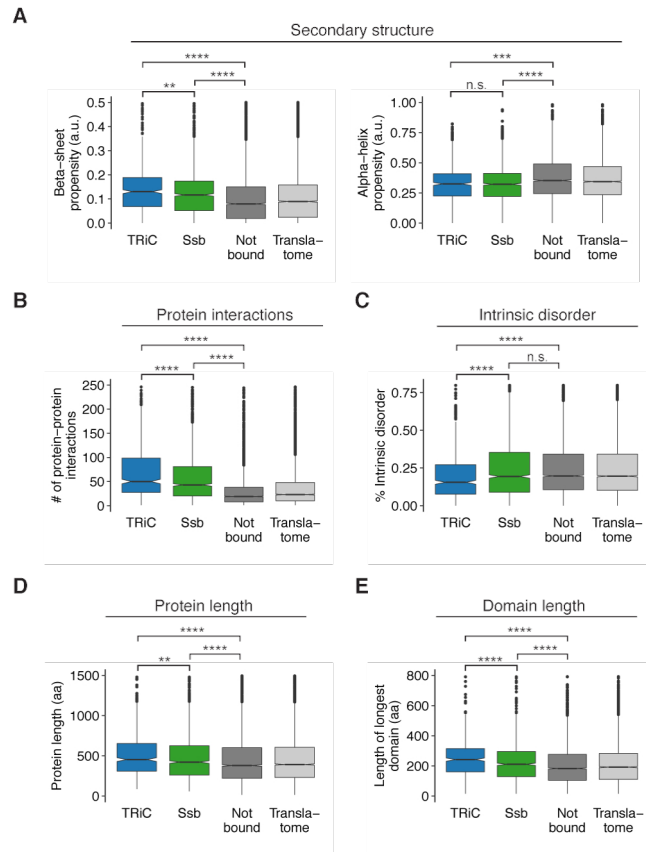 A
Secondary structure
****
**
****
0.5
0.4
0.3
0.2
0.1
0.0
Beta-sheet
propensity (a.u.)
TRiC
Ssb
Not
bound
Transla-
tome
***
n.s.
****
1.00
0.75
0.50
0.25
0.00
Alpha-helix
propensity (a.u.)
TRiC
Ssb
Not
bound
Transla-
tome
B
Protein interactions
****
****
****
250
200
150
100
50
0
# of protein-protein
interactions
TRiC
Ssb
Not
bound
Transla-
tome
C
Intrinsic disorder
****
****
n.s.
0.75
0.50
0.25
0.00
% Intrinsic disorder
TRiC
Ssb
Not
bound
Transla-
tome
D
Protein length
****
**
****
1500
1000
500
0
Protein length (aa)
TRiC
Ssb
Not
bound
Transla-
tome
E
Domain length
****
****
****
800
600
400
200
0
Length of longest
domain (aa)
TRiC
Ssb
Not
bound
Transla-
tome